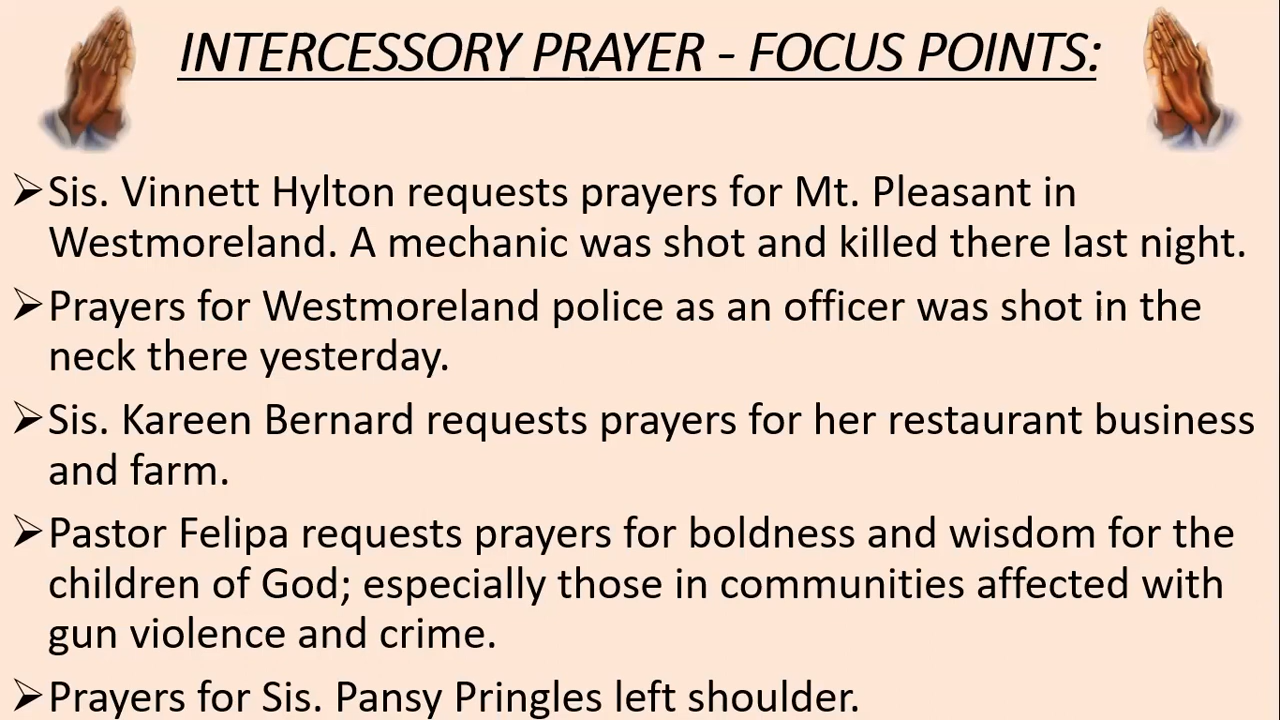 INTERCESSORY PRAYER - FOCUS POINTS:
➢Sis. Vinnett Hylton requests prayers for Mt. Pleasant in
Westmoreland. A mechanic was shot and killed there last night.
➢Prayers for Westmoreland police as an officer was shot in the
neck there yesterday.
➢Sis. Kareen Bernard requests prayers for her restaurant business
and farm.
➢Pastor Felipa requests prayers for boldness and wisdom for the
children of God; especially those in communities affected with
gun violence and crime.
➢Prayers for Sis. Pansy Pringles left shoulder.